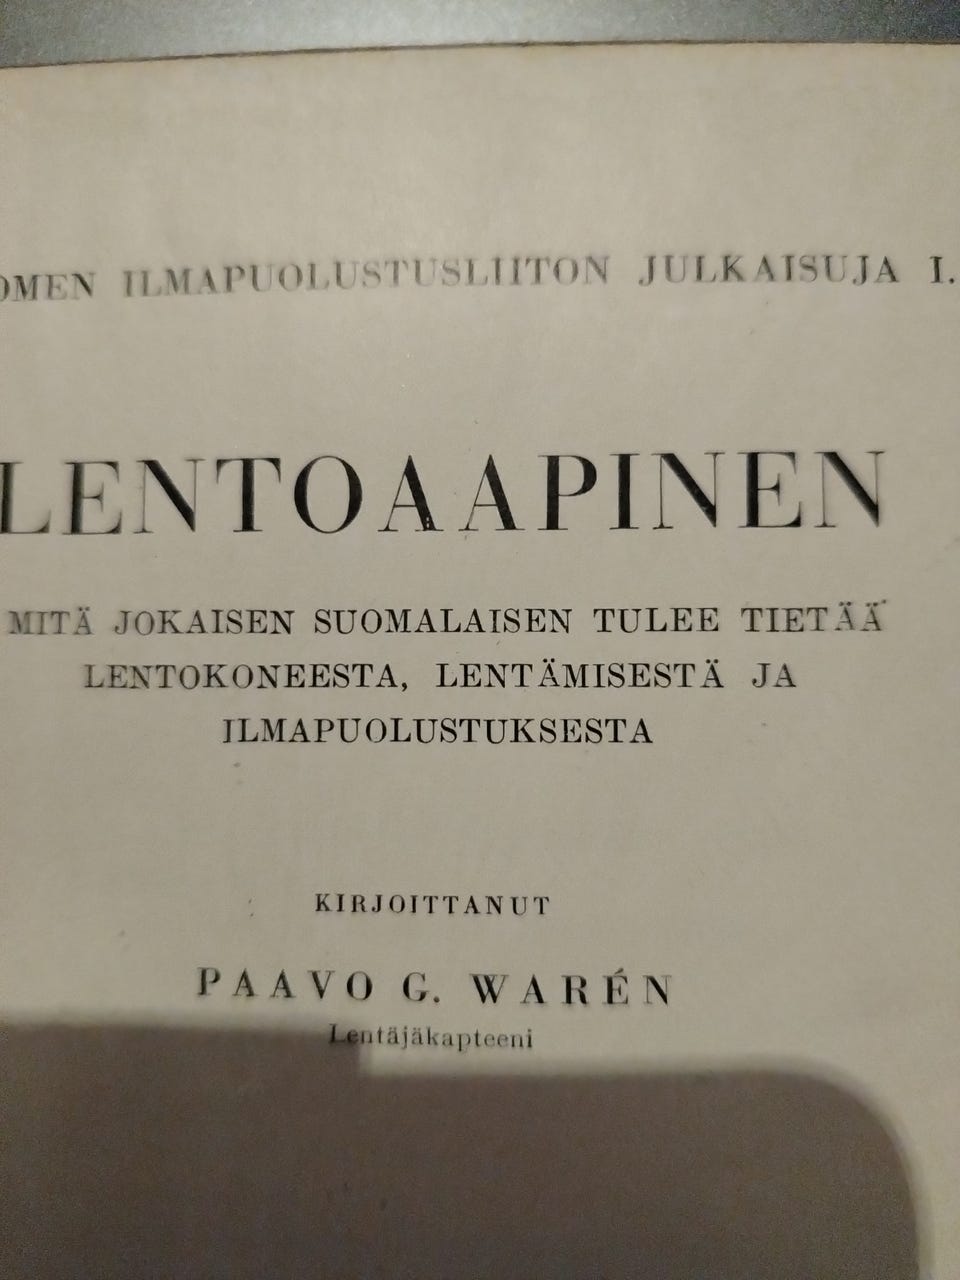 OMEN ILMAPUOLUSTUSLIITON JULKAISUJA I.
LENTOAAPINEN
MITÄ JOKAISEN SUOMALAISEN TULEE TIETÄÄ
LENTOKONEESTA, LENTÄMISESTÄ JA
ILMAPUOLUSTUKSESTA
KIRJOITTANUT
PAAVO G. WARÉN
Lentäjäkapteeni